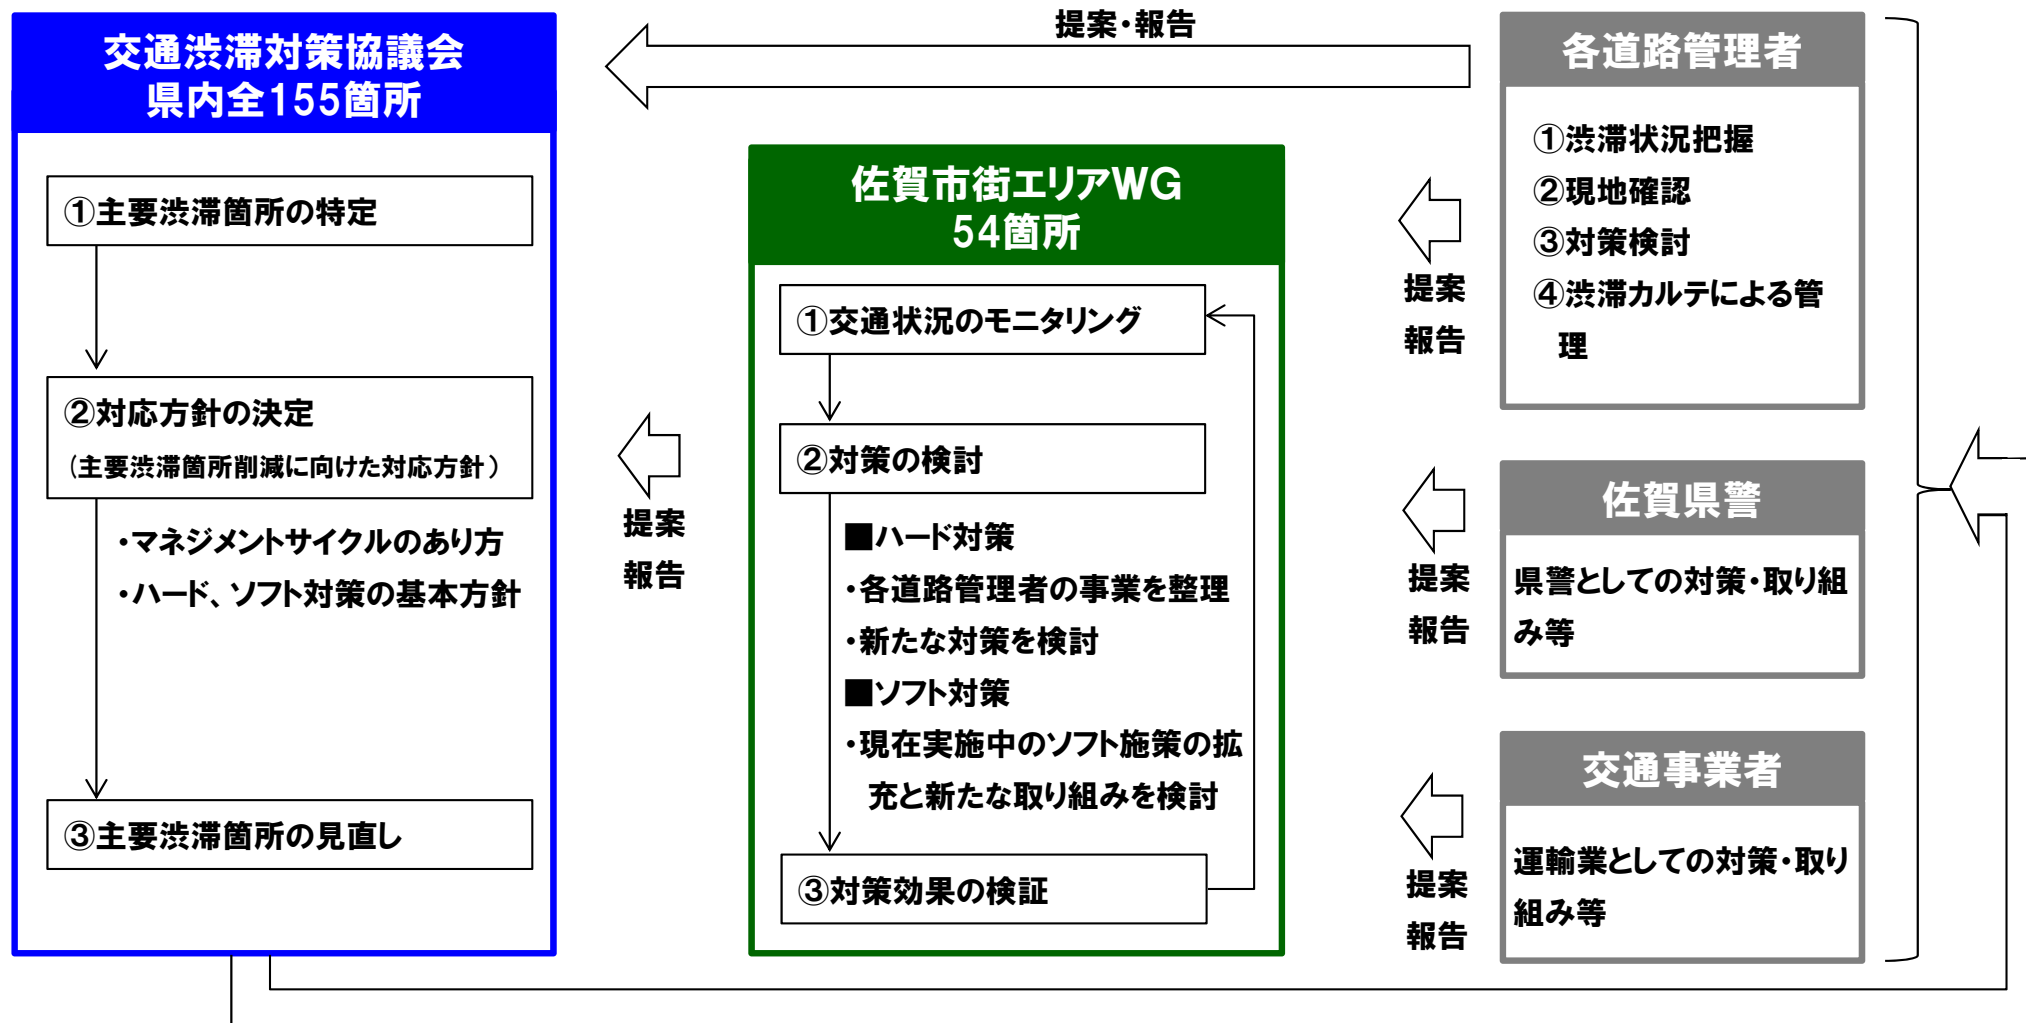 交通渋滞対策協議会
県内全155箇所
①主要渋滞箇所の特定
②対応方針の決定
(主要渋滞箇所削減に向けた対応方針)
・マネジメントサイクルのあり方
・ハード、ソフト対策の基本方針
③主要渋滞箇所の見直し
提案・報告
提案
報告
佐賀市街エリアWG
54箇所
①交通状況のモニタリング
②対策の検討
■ハード対策
・各道路管理者の事業を整理
・新たな対策を検討
■ソフト対策
・現在実施中のソフト施策の拡
充と新たな取り組みを検討
③対策効果の検証
提案
報告
提案
報告
提案
報告
各道路管理者
①渋滞状況把握
②現地確認
③対策検討
④渋滞カルテによる管
理
佐賀県警
県警としての対策・取り組
み等
交通事業者
運輸業としての対策・取り
組み等